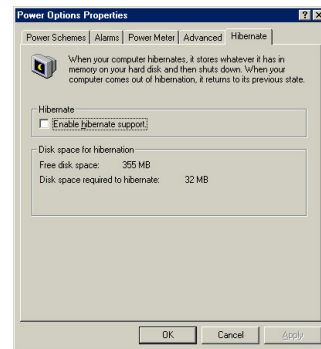 Power Options Properties
Power Schemes Alarms Power Meter Advanced Hibernate
When your computer hibernates, it stores whatever it has in
memory on your hard disk and then shuts down. When your
computer comes out of hibernation, it returns to its previous state.
Hibernate
Enable hibernate support.
Disk space for hibernation
Free disk space: 355 MB
Disk space required to hibernate: 32 MB
OK Cancel Apply